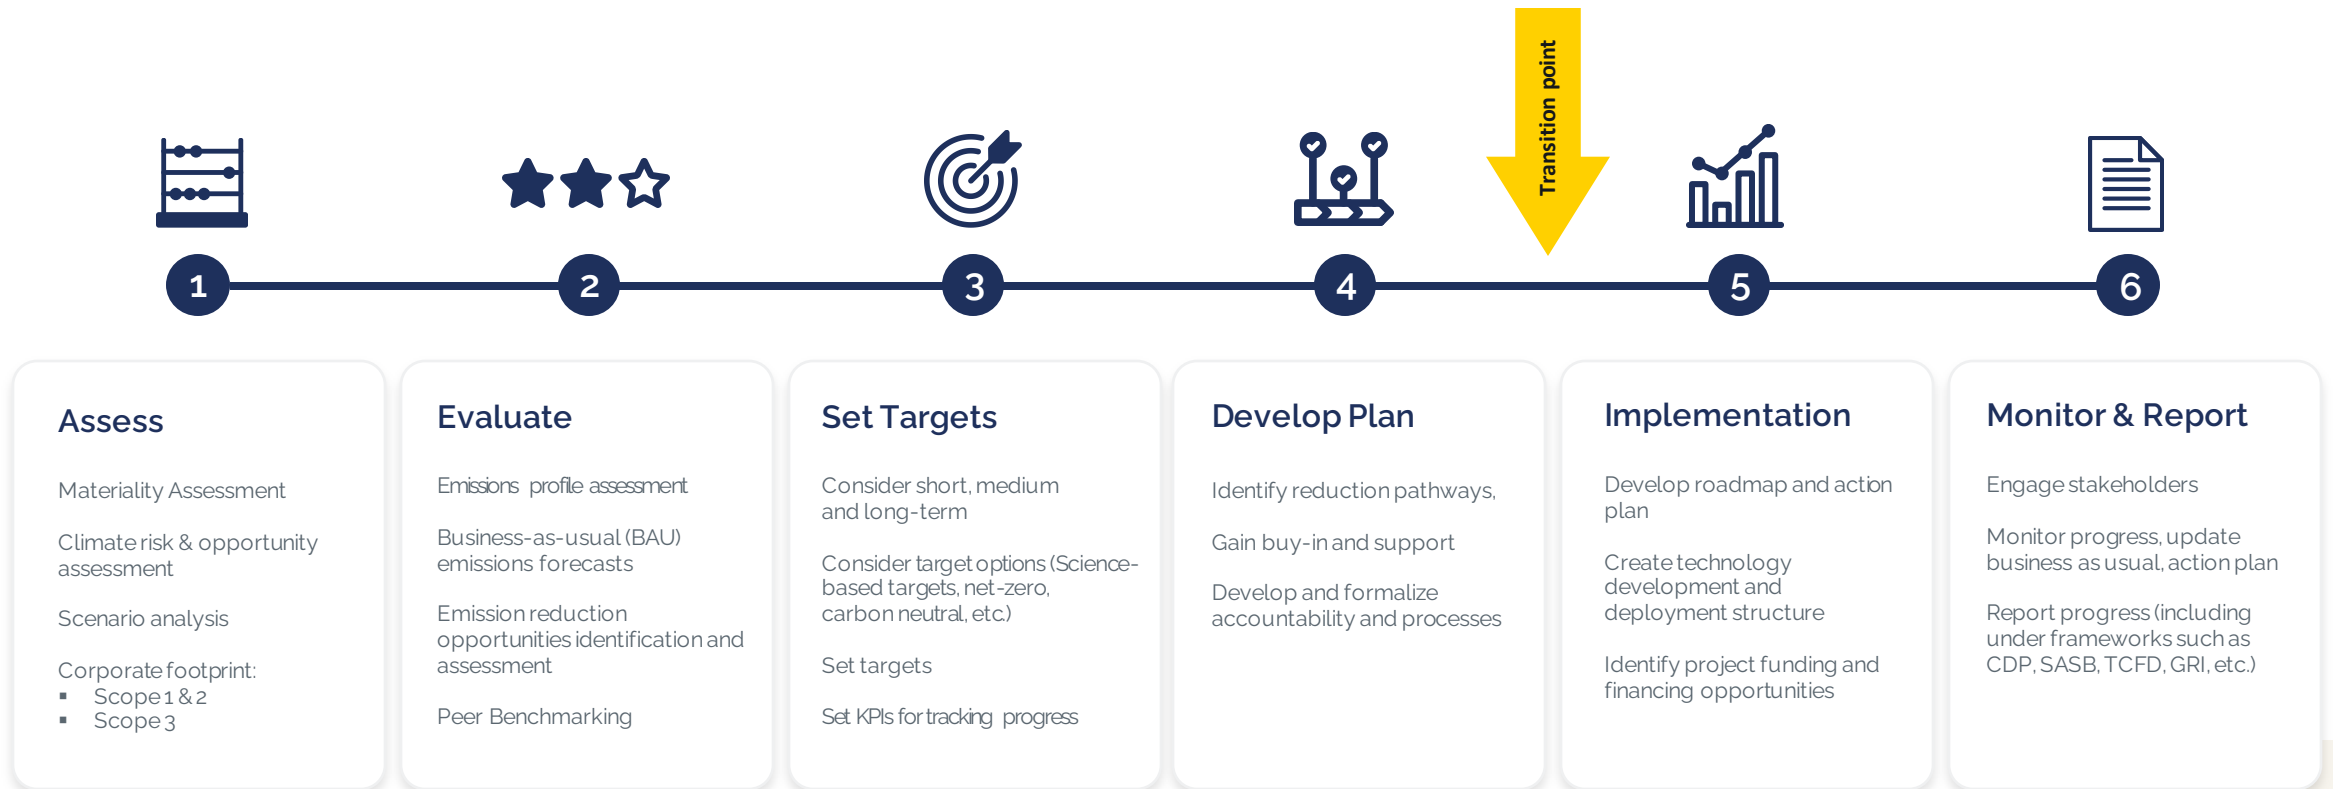 Transition point
1
2
3
4
5
6
Assess
Materiality Assessment
Climate risk & opportunity
assessment
Scenario analysis
Corporate footprint:
▪ Scope 1 & 2
▪ Scope 3
Evaluate
Emissions profile assessment
Business-as-usual (BAU)
emissions forecasts
Emission reduction
opportunities identification and
assessment
Peer Benchmarking
Set Targets
Consider short, medium
and long-term
Consider target options (Science-
based targets, net-zero,
carbon neutral, etc.)
Set targets
Set KPIs for tracking progress
Develop Plan
Identify reduction pathways,
Gain buy-in and support
Develop and formalize
accountability and processes
Implementation
Develop roadmap and action
plan
Create technology
development and
deployment structure
Identify project funding and
financing opportunities
Monitor & Report
Engage stakeholders
Monitor progress, update
business as usual, action plan
Report progress (including
under frameworks such as
CDP, SASB, TCFD, GRI, etc.)